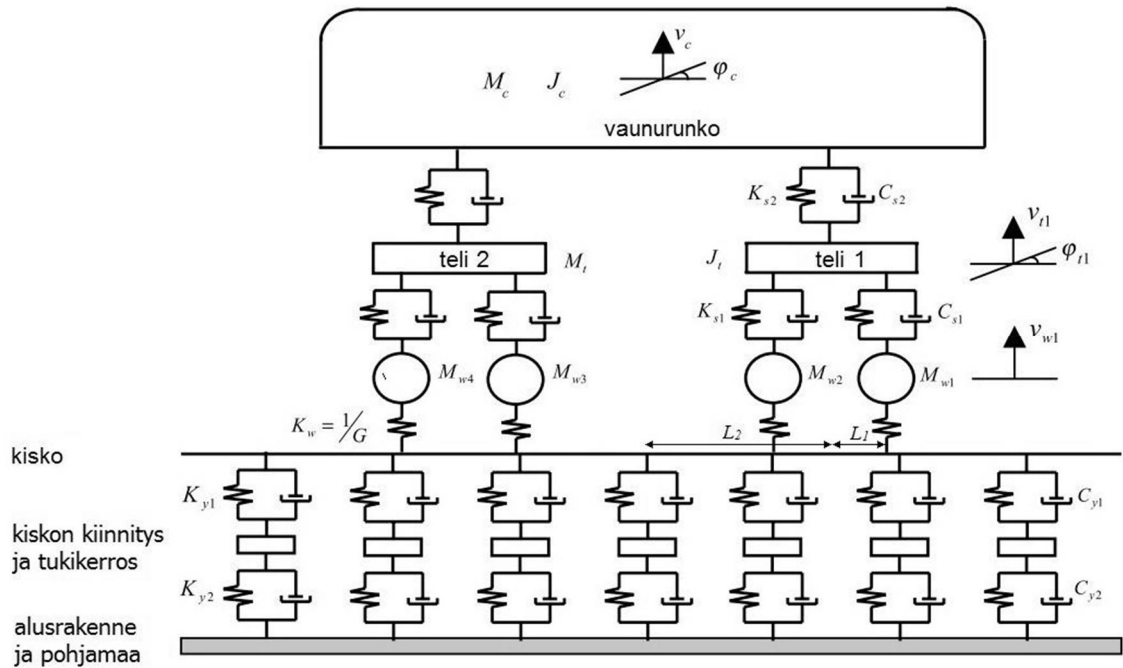 v_c
φ_c
M_c J_c
vaunurunko
K_s2 C_s2
v_t1
teli 2 M_t J_t teli 1
φ_t1
K_s1 C_s1
v_w1
M_w4 M_w3 M_w2 M_w1
K_w = 1/G L_2 L_1
kisko
K_y1 C_y1
kiskon kiinnitys
ja tukikerros
K_y2 C_y2
alusrakenne
ja pohjamaa